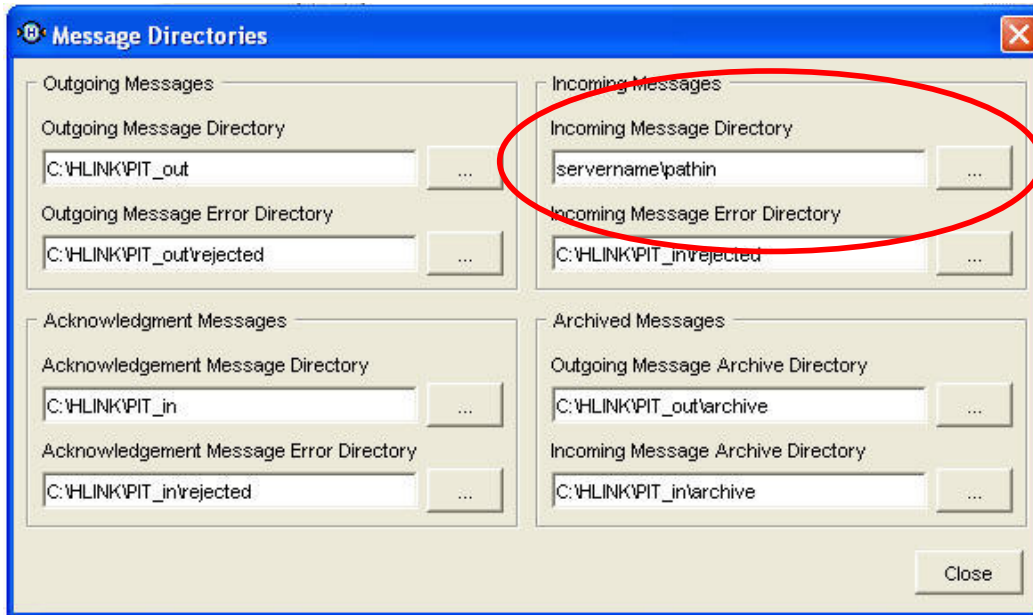 Message Directories
Outgoing Messages
Outgoing Message Directory
C:\HLINK\PIT_out
...
Outgoing Message Error Directory
C:\HLINK\PIT_out\rejected
...
Incoming Messages
Incoming Message Directory
servername\pathin
...
Incoming Message Error Directory
C:\HLINK\PIT_in\rejected
...
Acknowledgment Messages
Acknowledgement Message Directory
C:\HLINK\PIT_in
...
Acknowledgement Message Error Directory
C:\HLINK\PIT_in\rejected
...
Archived Messages
Outgoing Message Archive Directory
C:\HLINK\PIT_out\archive
...
Incoming Message Archive Directory
C:\HLINK\PIT_in\archive
...
Close